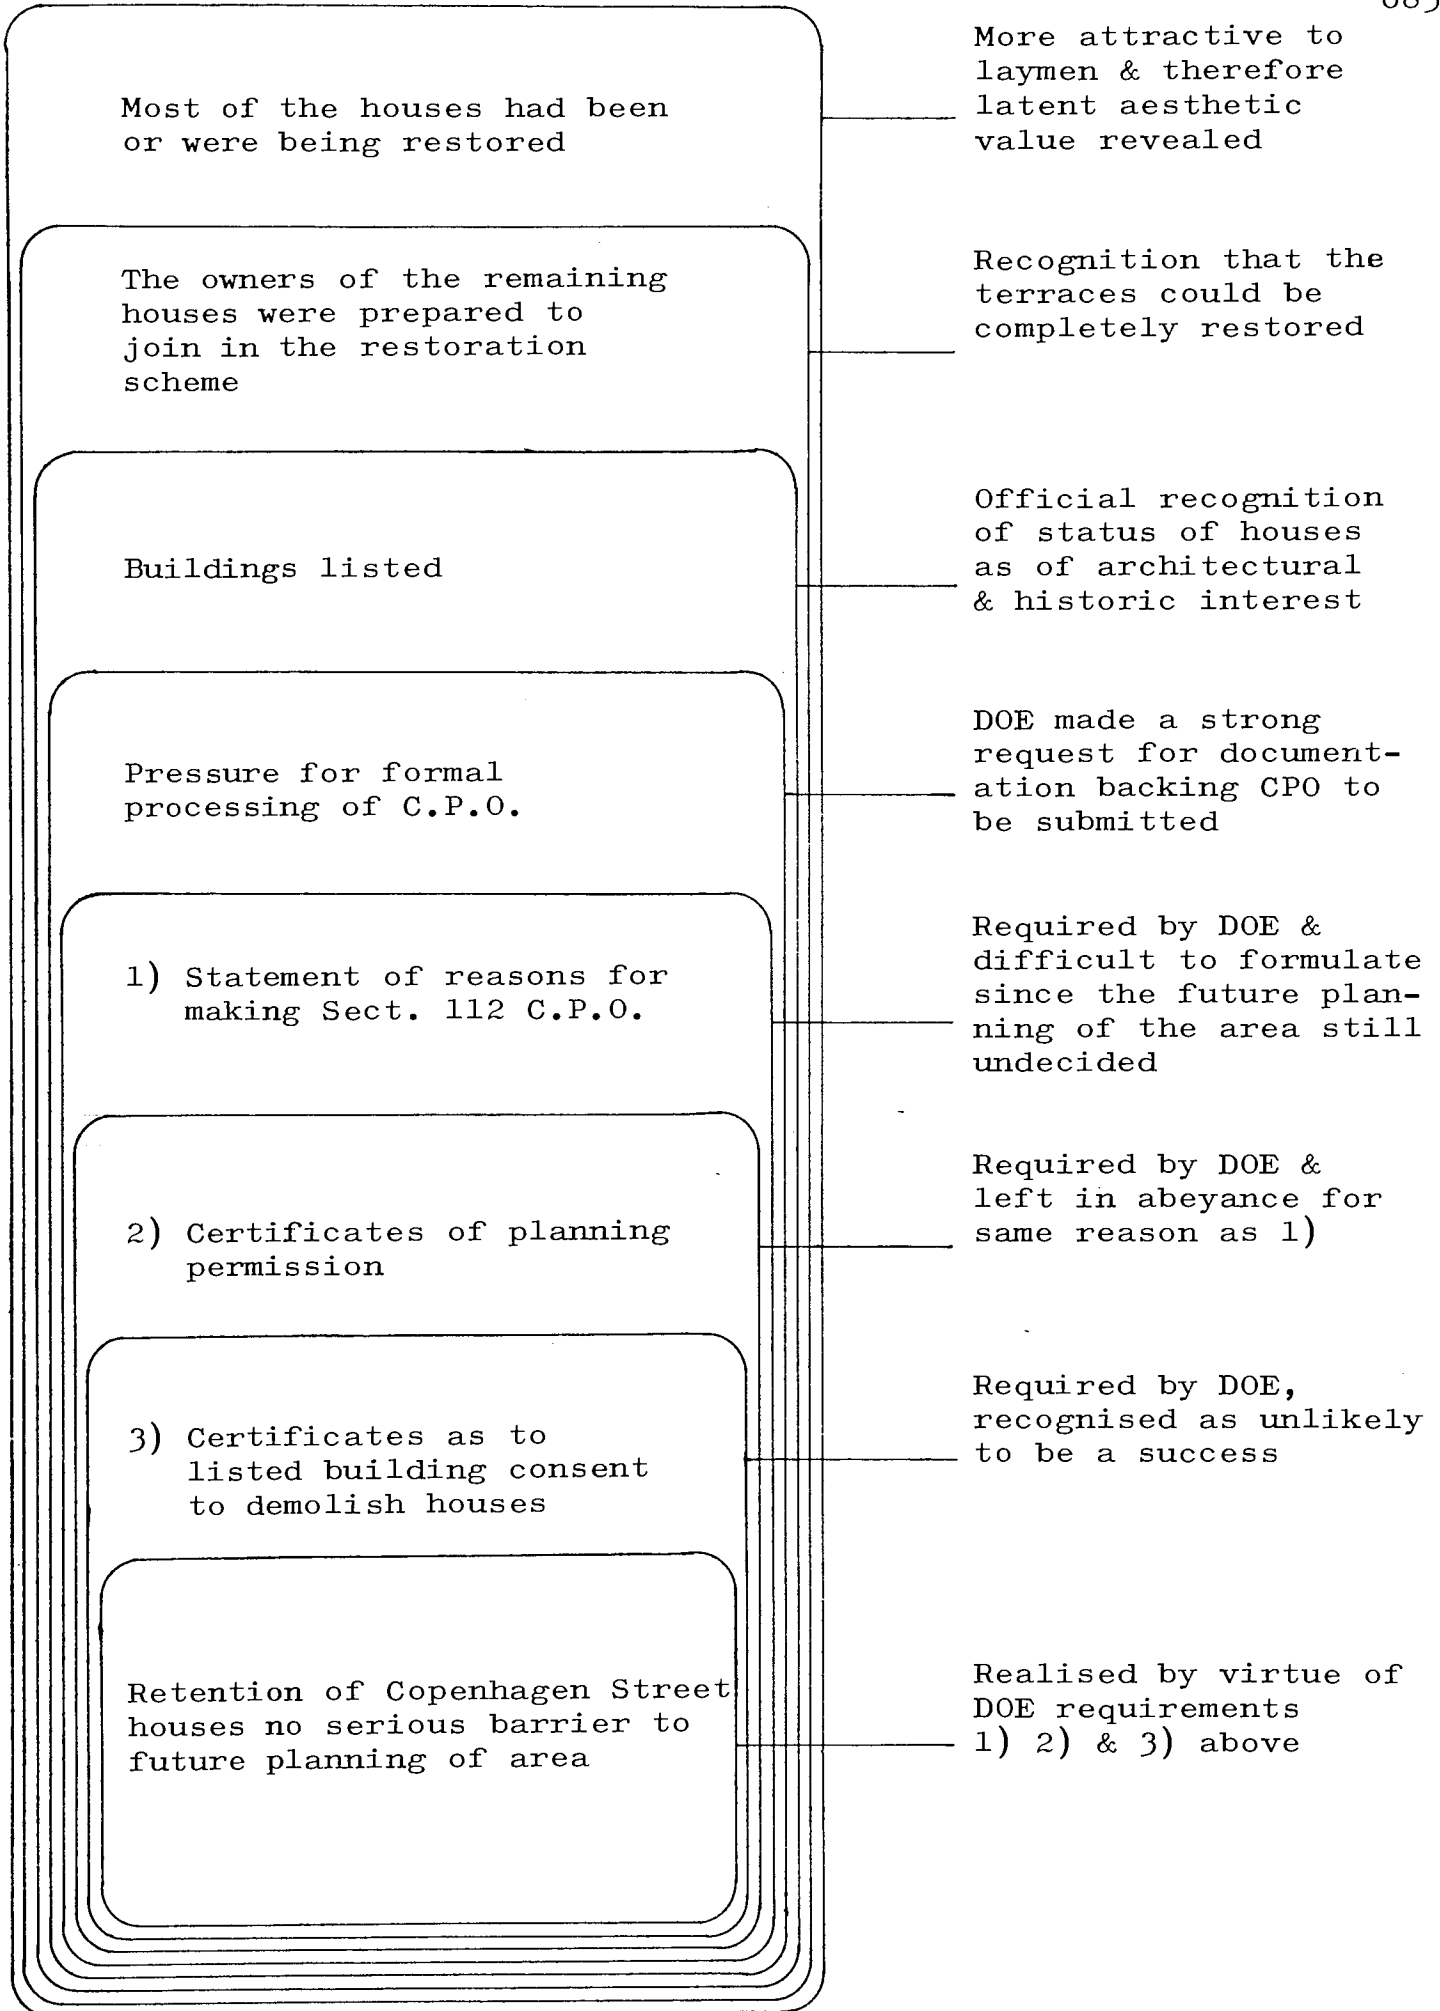 More attractive to
laymen & therefore
latent aesthetic
value revealed
Most of the houses had been
or were being restored
Recognition that the
terraces could be
completely restored
The owners of the remaining
houses were prepared to
join in the restoration
scheme
Official recognition
of status of houses
as of architectural
& historic interest
Buildings listed
DOE made a strong
request for document-
ation backing CPO to
be submitted
Pressure for formal
processing of C.P.O.
Required by DOE &
difficult to formulate
since the future plan-
ning of the area still
undecided
1) Statement of reasons for
making Sect. 112 C.P.O.
Required by DOE &
left in abeyance for
same reason as 1)
2) Certificates of planning
permission
Required by DOE,
recognised as unlikely
to be a success
3) Certificates as to
listed building consent
to demolish houses
Realised by virtue of
DOE requirements
1) 2) & 3) above
Retention of Copenhagen Street
houses no serious barrier to
future planning of area